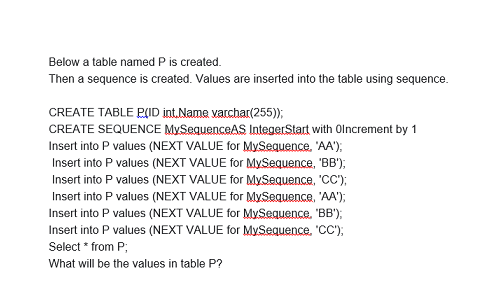 Below a table named P is created.
Then a sequence is created. Values are inserted into the table using sequence.
CREATE TABLE P(ID int,Name varchar(255));
CREATE SEQUENCE MySequenceAS IntegerStart with 0Increment by 1
Insert into P values (NEXT VALUE for MySequence, 'AA');
Insert into P values (NEXT VALUE for MySequence, 'BB');
Insert into P values (NEXT VALUE for MySequence, 'CC');
Insert into P values (NEXT VALUE for MySequence, 'AA');
Insert into P values (NEXT VALUE for MySequence, 'BB');
Insert into P values (NEXT VALUE for MySequence, 'CC');
Select * from P;
What will be the values in table P?